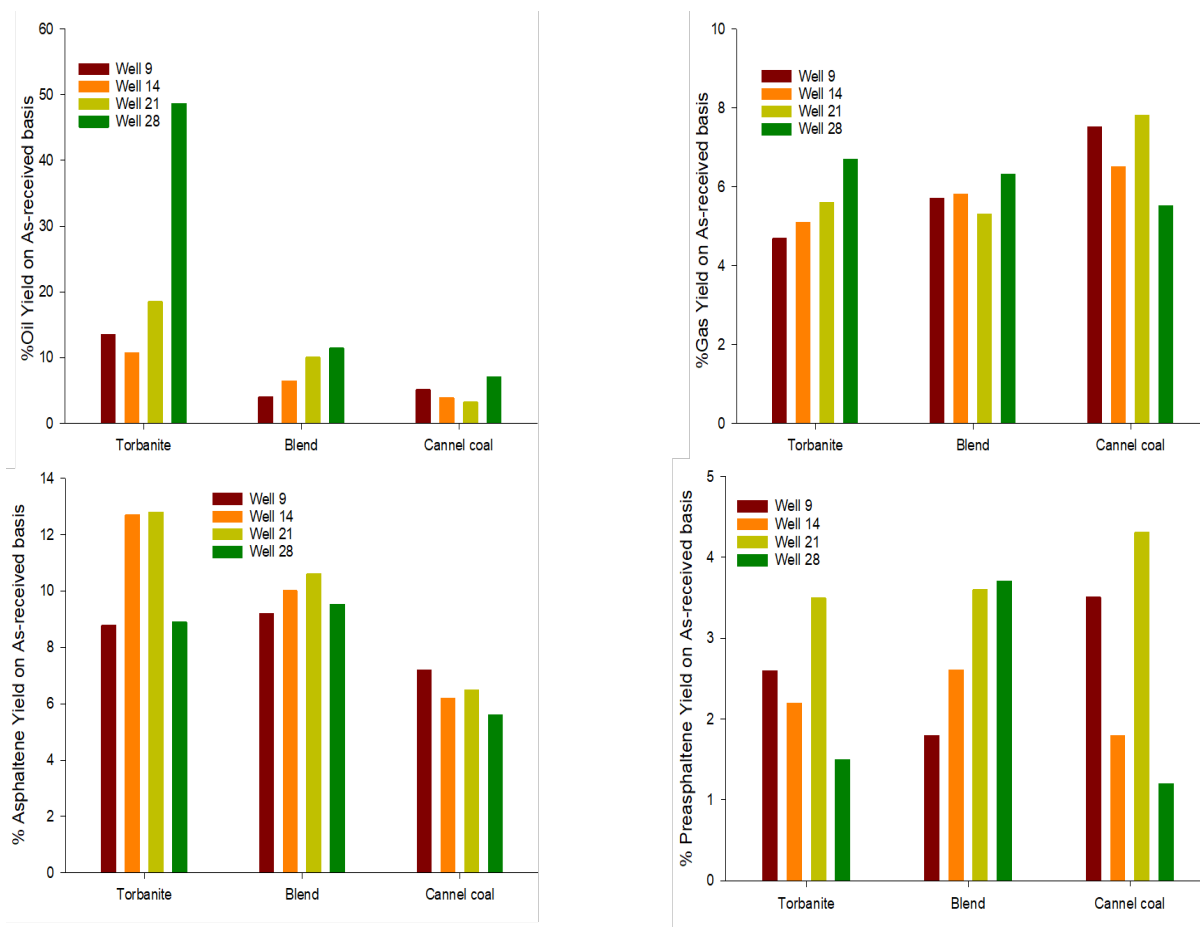 %Oil Yield on As-received basis
60
50
40
30
20
10
0
Well 9
Well 14
Well 21
Well 28
Torbanite Blend Cannel coal
%Gas Yield on As-received basis
10
8
6
4
2
0
Well 9
Well 14
Well 21
Well 28
Torbanite Blend Cannel coal
% Asphaltene Yield on As-received basis
14
12
10
8
6
4
2
0
Well 9
Well 14
Well 21
Well 28
Torbanite Blend Cannel coal
% Preasphaltene Yield on As-received basis
5
4
3
2
1
0
Well 9
Well 14
Well 21
Well 28
Torbanite Blend Cannel coal